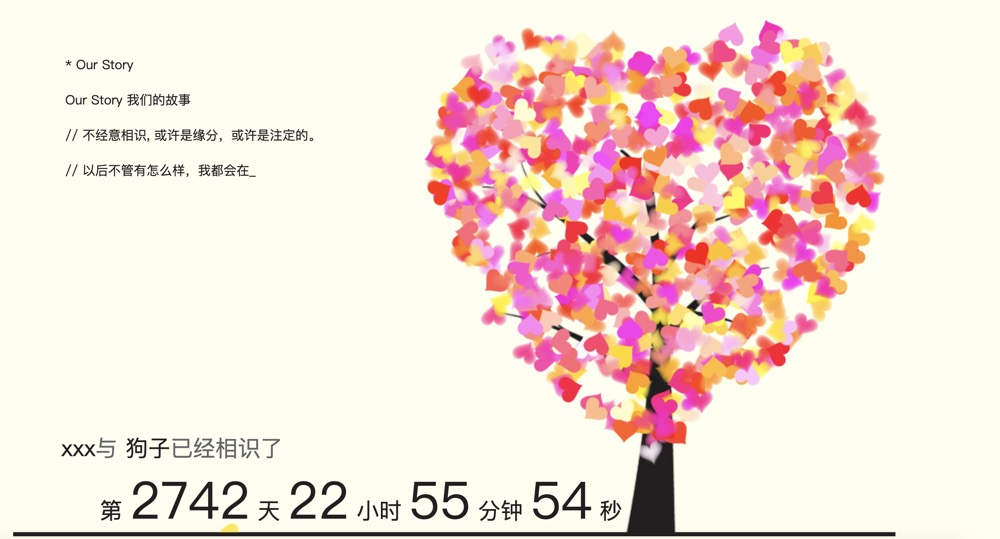 * Our Story
Our Story 我们的故事
// 不经意相识, 或许是缘分，或许是注定的。
// 以后不管有怎么样，我都会在_
xxx与 狗子已经相识了
第 2742 天 22 小时 55 分钟 54 秒